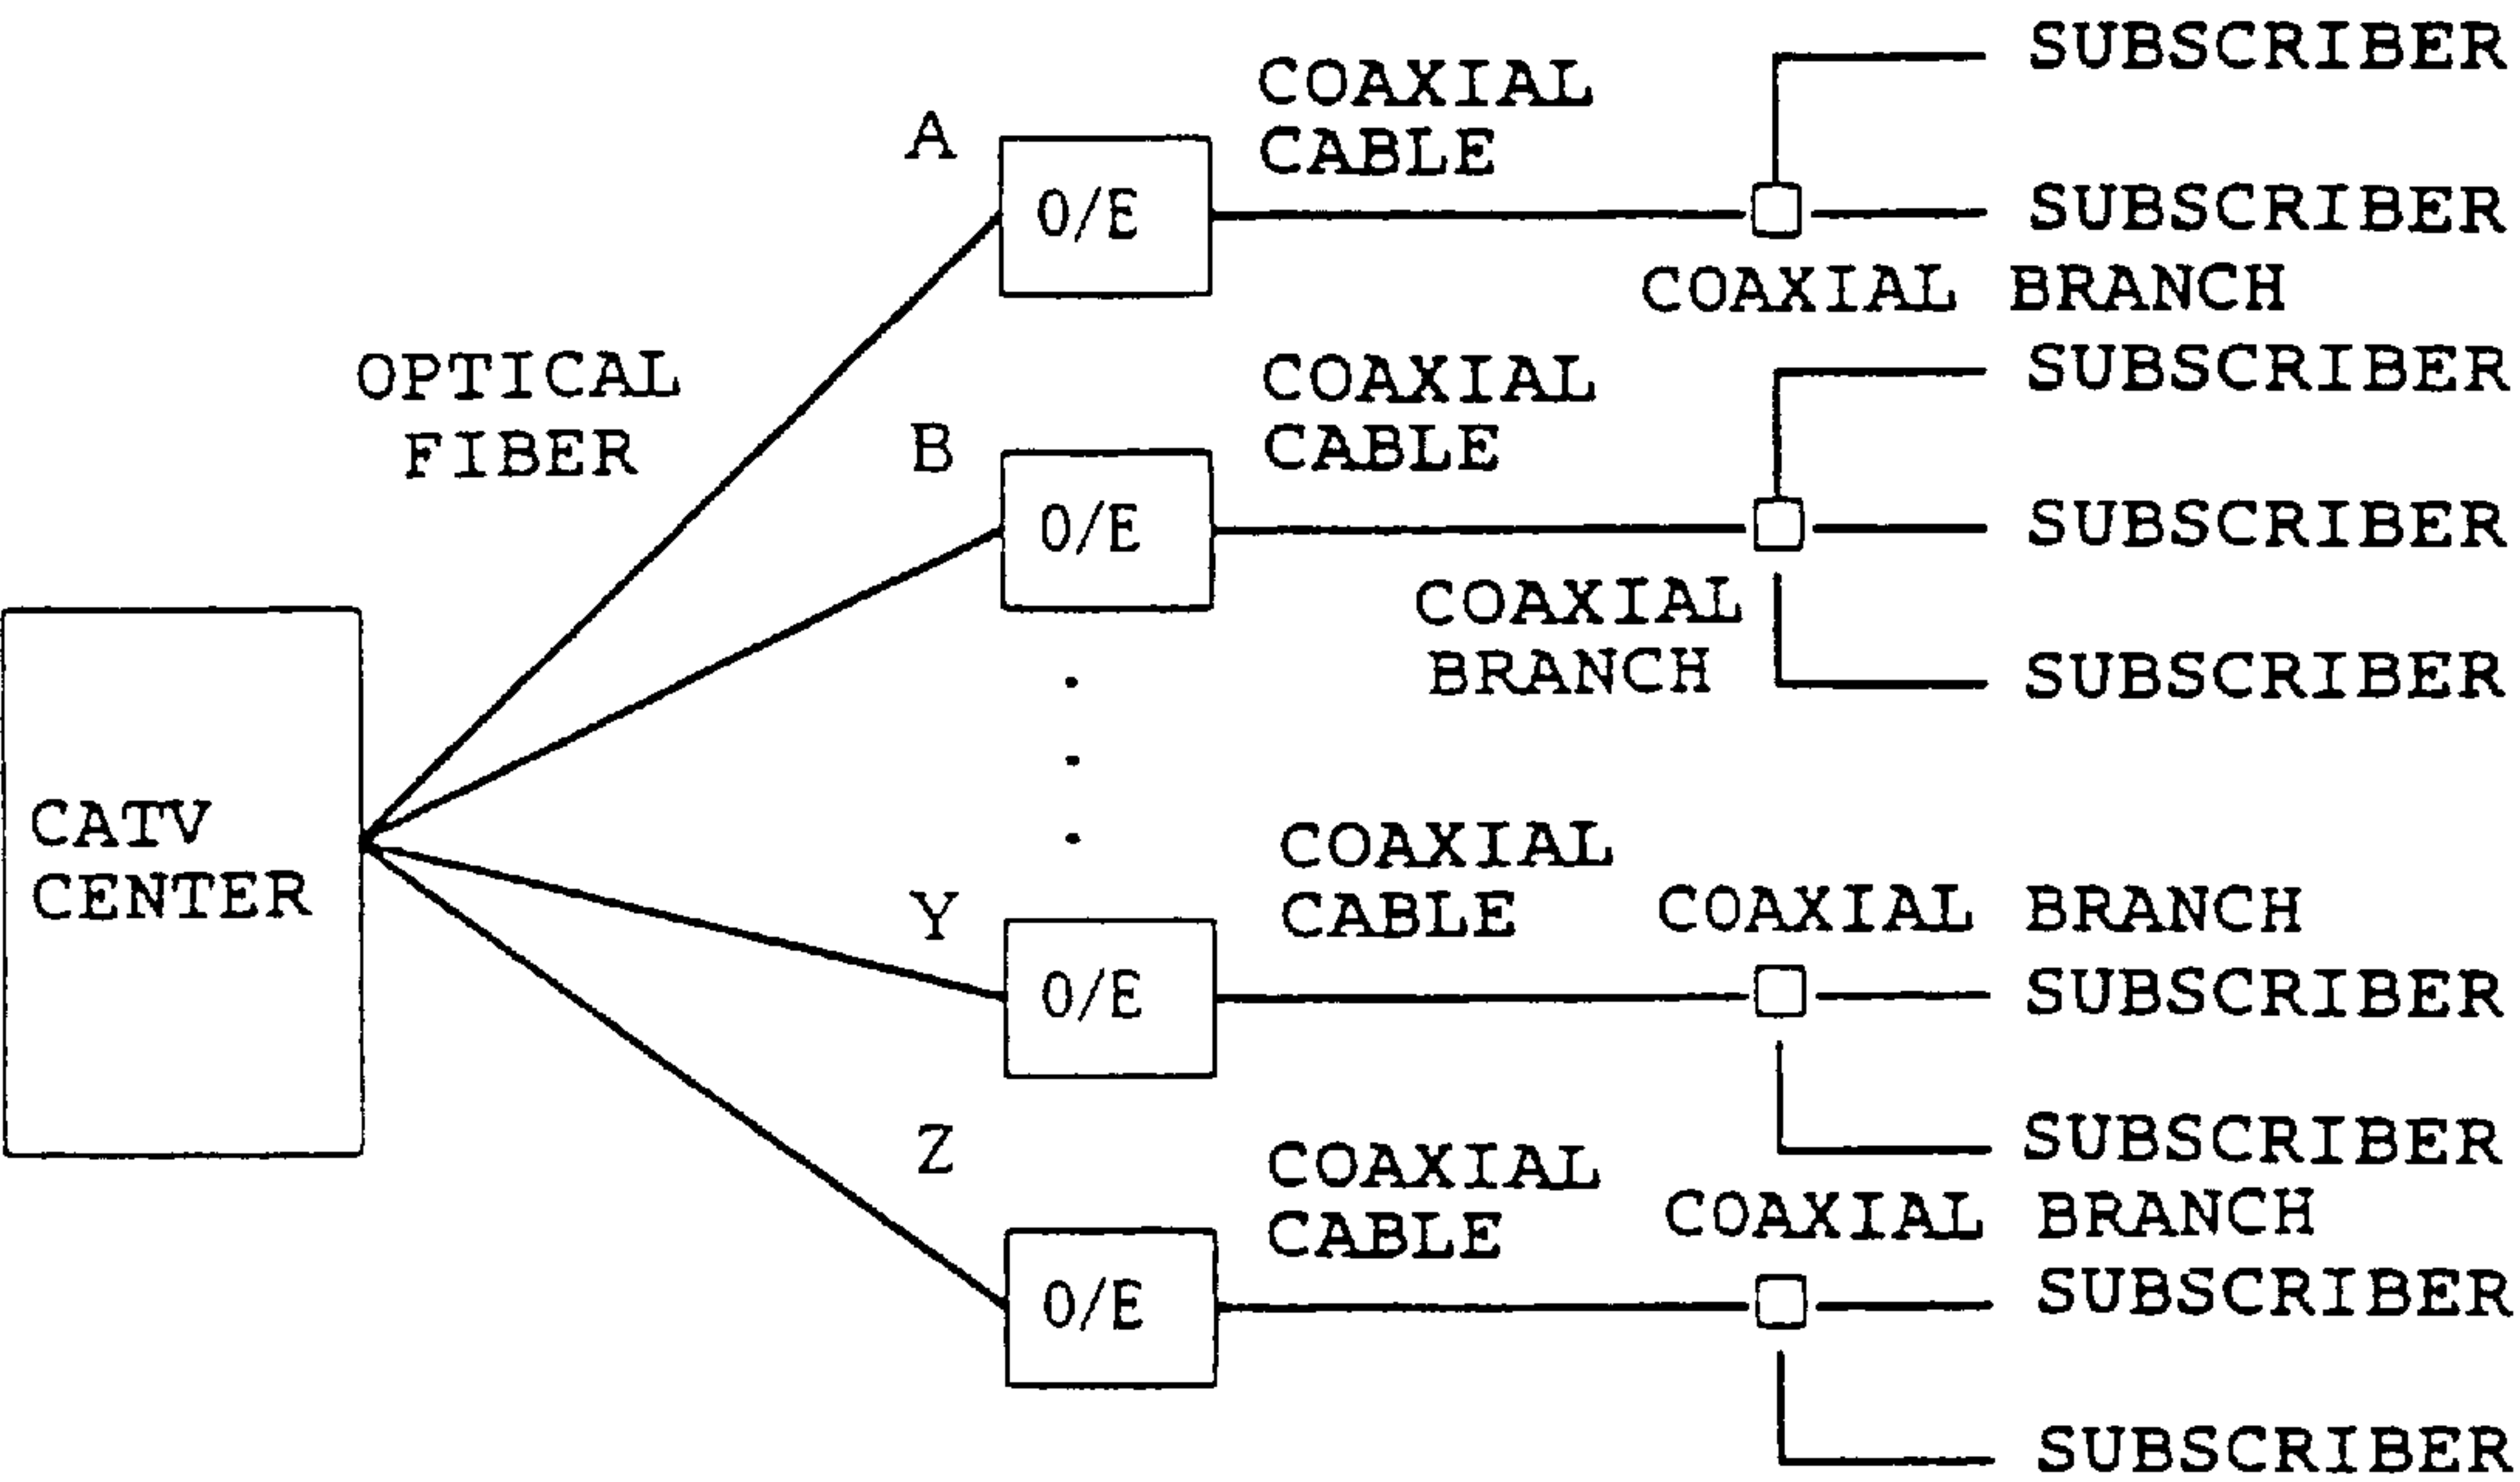 SUBSCRIBER
COAXIAL
CABLE
A
O/E
SUBSCRIBER
COAXIAL BRANCH
OPTICAL
FIBER
COAXIAL
CABLE
SUBSCRIBER
B
O/E
SUBSCRIBER
COAXIAL
BRANCH
SUBSCRIBER
CATV
CENTER
COAXIAL
CABLE
COAXIAL BRANCH
Y
O/E
SUBSCRIBER
SUBSCRIBER
Z
COAXIAL
CABLE
COAXIAL BRANCH
O/E
SUBSCRIBER
SUBSCRIBER